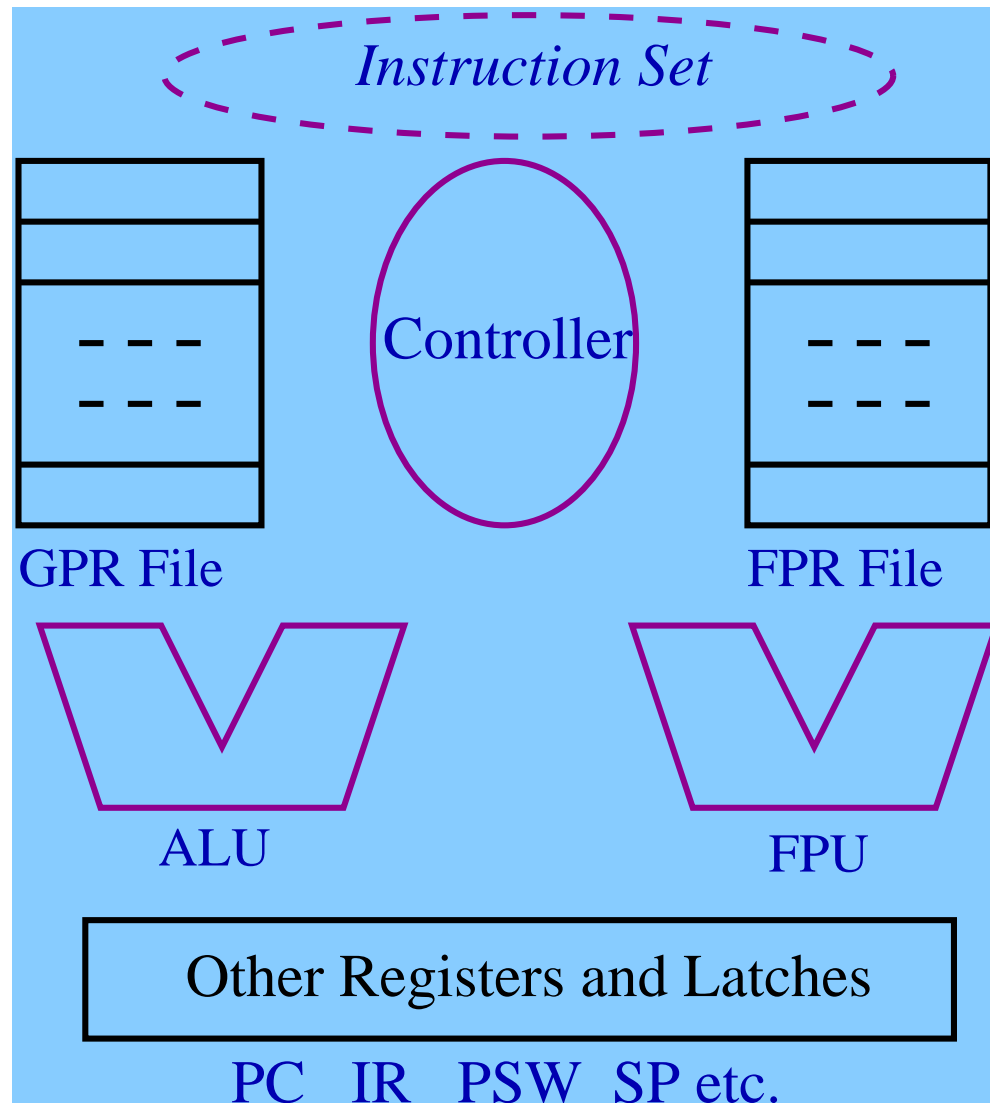 Instruction Set
Controller
GPR File
FPR File
ALU
FPU
Other Registers and Latches
PC IR PSW SP etc.